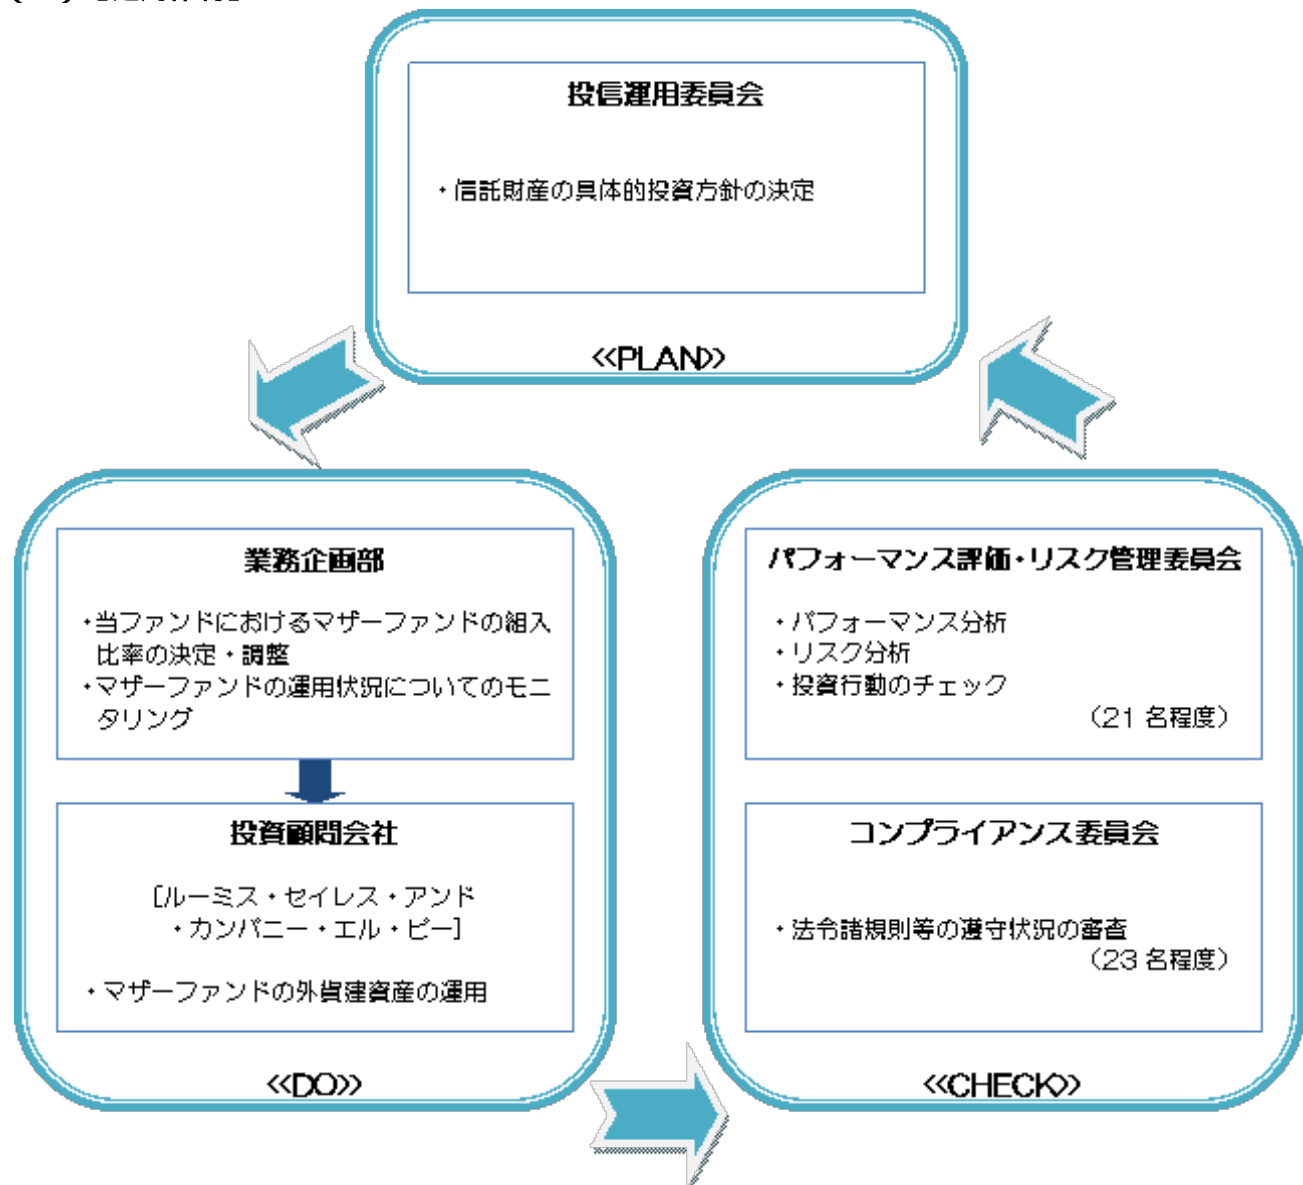 投信運用委員会
・信託財産の具体的投資方針の決定
≪PLAN≫
業務企画部
・当ファンドにおけるマザーファンドの組入
比率の決定・調整
・マザーファンドの運用状況についてのモニ
タリング
投資顧問会社
[ルーミス・セイレス・アンド
・カンパニー・エル・ピー]
・マザーファンドの外貨建資産の運用
≪DO≫
パフォーマンス評価・リスク管理委員会
・パフォーマンス分析
・リスク分析
・投資行動のチェック
（21 名程度）
コンプライアンス委員会
・法令諸規則等の遵守状況の審査
（23 名程度）
≪CHECK≫